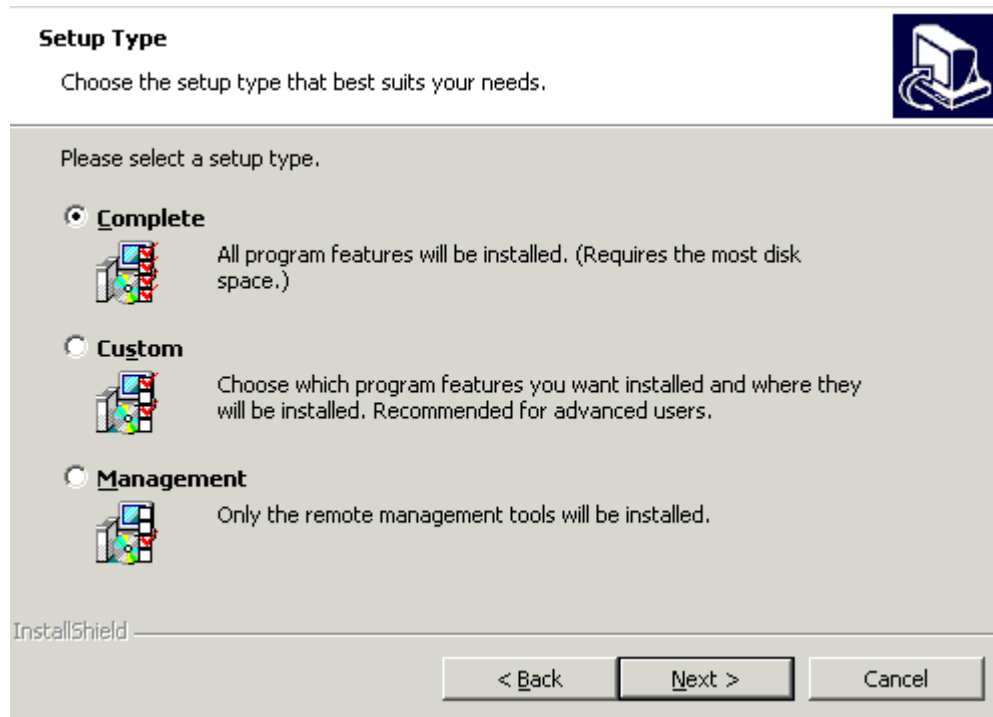 Setup Type
Choose the setup type that best suits your needs.
Please select a setup type.
Complete
All program features will be installed. (Requires the most disk
space.)
Custom
Choose which program features you want installed and where they
will be installed. Recommended for advanced users.
Management
Only the remote management tools will be installed.
InstallShield
< Back Next > Cancel